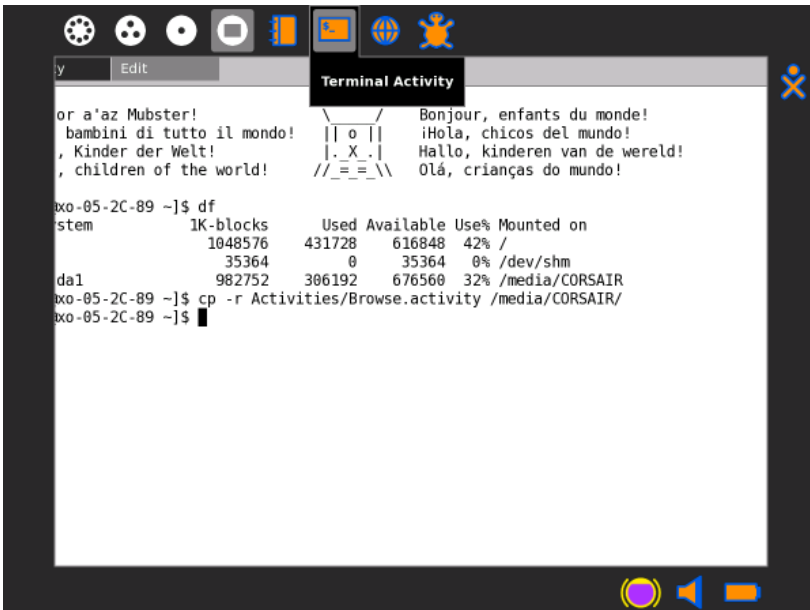 $_
y Edit
Terminal Activity
or a'az Mubster! \_____/ Bonjour, enfants du monde!
bambini di tutto il mondo! || o || ¡Hola, chicos del mundo!
, Kinder der Welt! |._X_.| Hallo, kinderen van de wereld!
, children of the world! //_=_=_\\ Olá, crianças do mundo!
xo-05-2C-89 ~]$ df
stem 1K-blocks Used Available Use% Mounted on
1048576 431728 616848 42% /
35364 0 35364 0% /dev/shm
da1 982752 306192 676560 32% /media/CORSAIR
xo-05-2C-89 ~]$ cp -r Activities/Browse.activity /media/CORSAIR/
xo-05-2C-89 ~]$